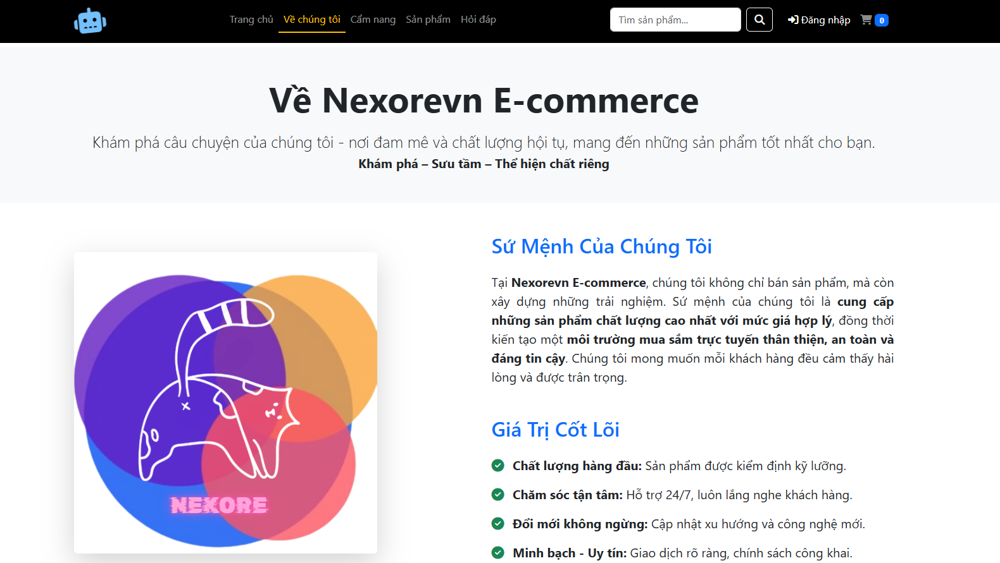 Trang chủ
Về chúng tôi
Cẩm nang
Sản phẩm
Hỏi đáp
Tìm sản phẩm...
Đăng nhập
0
Về Nexorevn E-commerce
Khám phá câu chuyện của chúng tôi - nơi đam mê và chất lượng hội tụ, mang đến những sản phẩm tốt nhất cho bạn.
Khám phá – Sưu tầm – Thể hiện chất riêng
NEXORE
Sứ Mệnh Của Chúng Tôi
Tại Nexorevn E-commerce, chúng tôi không chỉ bán sản phẩm, mà còn
xây dựng những trải nghiệm. Sứ mệnh của chúng tôi là cung cấp
những sản phẩm chất lượng cao nhất với mức giá hợp lý, đồng thời
kiến tạo một môi trường mua sắm trực tuyến thân thiện, an toàn và
đáng tin cậy. Chúng tôi mong muốn mỗi khách hàng đều cảm thấy hài
lòng và được trân trọng.
Giá Trị Cốt Lõi
Chất lượng hàng đầu: Sản phẩm được kiểm định kỹ lưỡng.
Chăm sóc tận tâm: Hỗ trợ 24/7, luôn lắng nghe khách hàng.
Đổi mới không ngừng: Cập nhật xu hướng và công nghệ mới.
Minh bạch - Uy tín: Giao dịch rõ ràng, chính sách công khai.